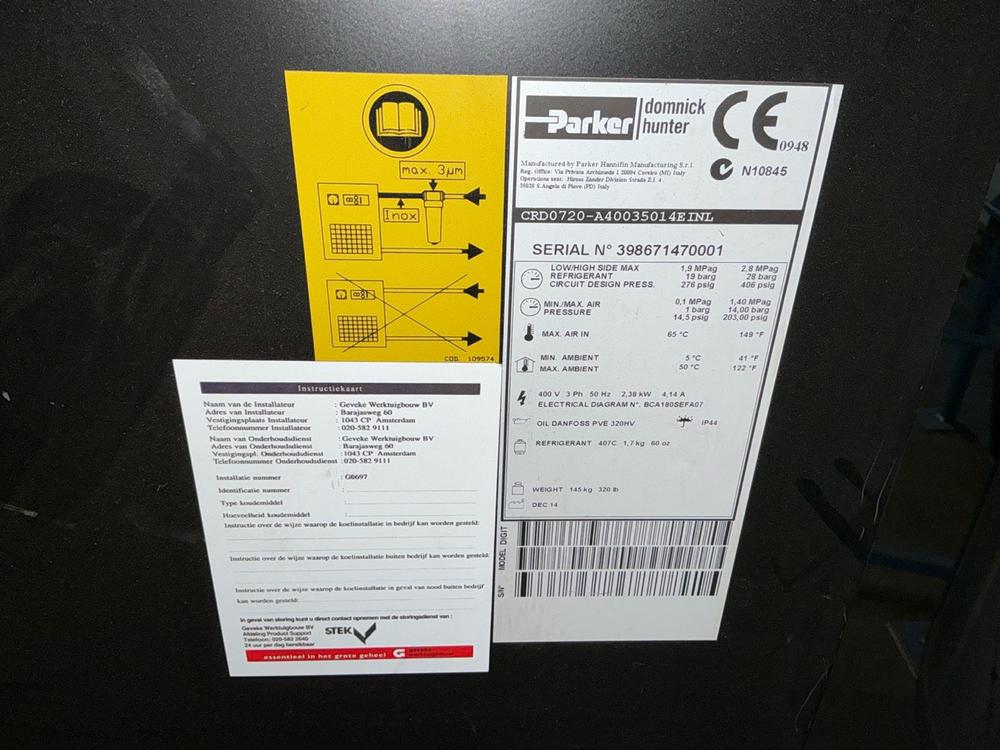 max. 3µm
Inox
COD. 109574
Parker
domnick
hunter
CE
0948
N10845
Manufactured by Parker Hannifin Manufacturing S.r.l.
Reg. Office: Via Privata Archimede 1 20094 Corsico (MI) Italy
Operations seat: Hiross Zander Division Strada Z.I. 4
35020 S.Angelo di Piove (PD) Italy
CRD0720-A40035014EINL
SERIAL N° 398671470001
LOW/HIGH SIDE MAX 1,9 MPag 2,8 MPag
REFRIGERANT 19 barg 28 barg
CIRCUIT DESIGN PRESS. 276 psig 406 psig
MIN./MAX. AIR 0,1 MPag 1,40 MPag
PRESSURE 1 barg 14,00 barg
14,5 psig 203,00 psig
MAX. AIR IN 65 °C 149 °F
MIN. AMBIENT 5 °C 41 °F
MAX. AMBIENT 50 °C 122 °F
400 V 3 Ph 50 Hz 2,38 kW 4,14 A
ELECTRICAL DIAGRAM N°. BCA180SEFA07
OIL DANFOSS PVE 320HV IP44
REFRIGERANT 407C 1,7 kg 60 oz
WEIGHT 145 kg 320 lb
DEC 14
S/N° MODEL DIGIT
Instructiekaart
Naam van de Installateur : Geveke Werktuigbouw BV
Adres van Installateur : Barajasweg 60
Vestigingsplaats Installateur : 1043 CP Amsterdam
Telefoonnummer Installateur : 020-582 9111
Naam van Onderhoudsdienst : Geveke Werktuigbouw BV
Adres van Onderhoudsdienst : Barajasweg 60
Vestigingspl. Onderhoudsdienst : 1043 CP Amsterdam
Telefoonnummer Onderhoudsdienst : 020-582 9111
Installatie nummer : G0697
Identificatie nummer :
Type koudemiddel :
Hoeveelheid koudemiddel :
Instructie over de wijze waarop de koelinstallatie in bedrijf kan worden gesteld:
Instructie over de wijze waarop de koelinstallatie buiten bedrijf kan worden gesteld:
Instructie over de wijze waarop de koelinstallatie in geval van nood buiten bedrijf
kan worden gesteld:
In geval van storing kunt u direct contact opnemen met de storingsdienst van :
Geveke Werktuigbouw BV
Afdeling Product Support
Telefoon: 020-582 2640
24 uur per dag bereikbaar
STEK
essentieel in het grote geheel
G geveke
werktuigbouw